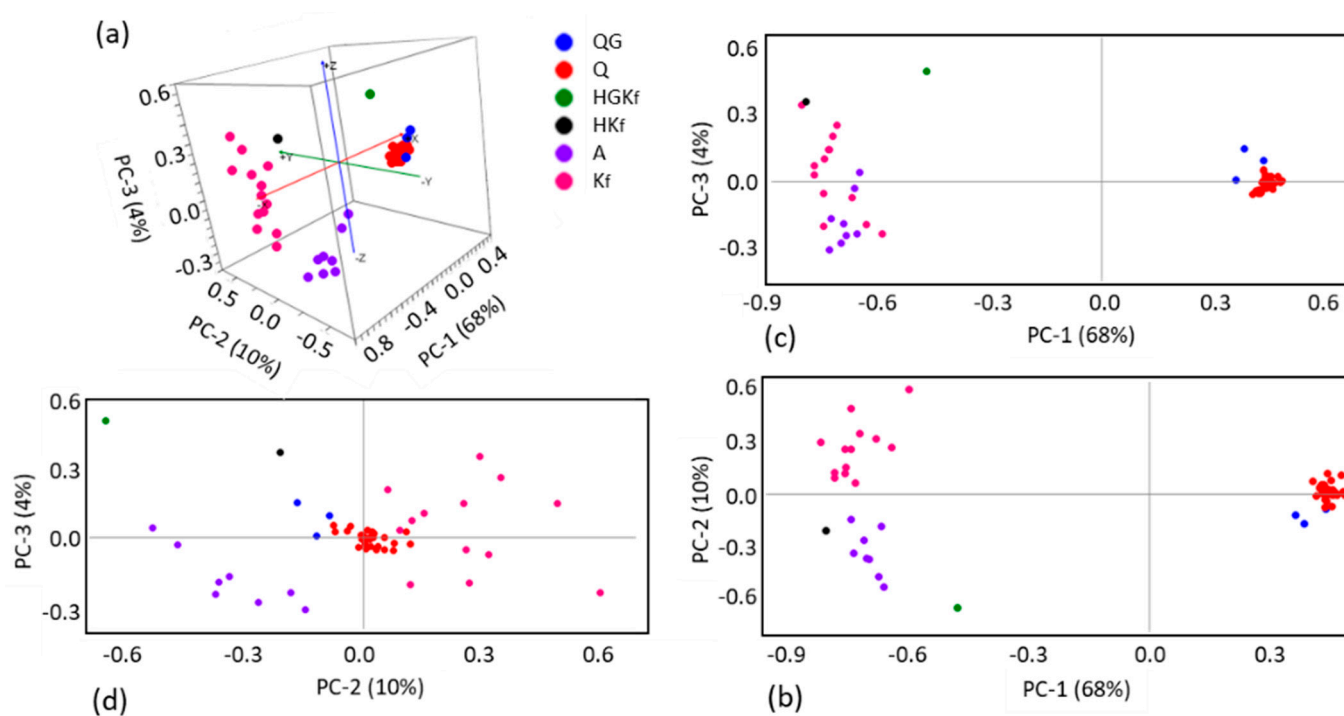 (a)
QG
Q
HGKf
HKf
A
Kf
+Z
X
+Y
-Y
-Z
0.6
0.3
0.0
-0.3
PC-3 (4%)
0.5
0.0
-0.5
PC-2 (10%)
0.8
-0.4
0.0
0.4
PC-1 (68%)
0.6
0.3
0.0
-0.3
PC-3 (4%)
-0.9
-0.6
-0.3
0.0
0.3
0.6
PC-1 (68%)
(c)
0.6
0.3
0.0
-0.3
PC-3 (4%)
-0.6
-0.3
0.0
0.3
0.6
PC-2 (10%)
(d)
0.6
0.3
0.0
-0.3
-0.6
PC-2 (10%)
-0.9
-0.6
-0.3
0.0
0.3
PC-1 (68%)
(b)